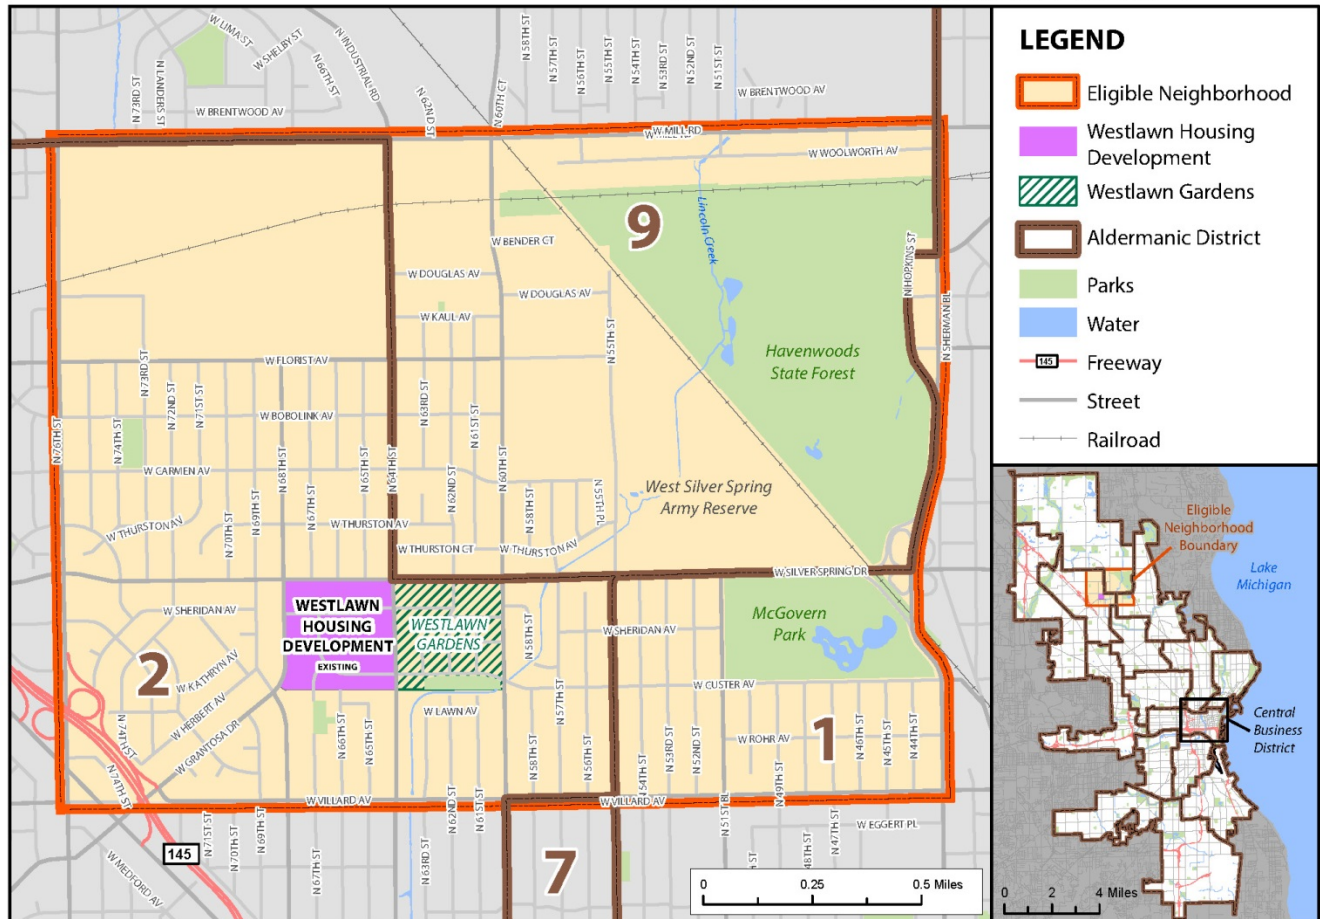 N 73RD ST
N LANDERS ST
W LIMA ST
W SHELBY ST
N 66TH ST
N INDUSTRIAL RD
N 62ND ST
N 60TH CT
N 58TH ST
N 57TH ST
N 56TH ST
N 55TH ST
N 54TH ST
N 53RD ST
N 52ND ST
N 51ST ST
W BRENTWOOD AV
W BRENTWOOD AV
W MILL RD
W WOOLWORTH AV
9
Lincoln Creek
W BENDER CT
W DOUGLAS AV
W DOUGLAS AV
W KAUL AV
N HOPKINS ST
N SHERMAN BL
N 55TH ST
W FLORIST AV
Havenwoods
State Forest
N 76TH ST
N 74TH ST
N 73RD ST
N 72ND ST
N 71ST ST
W BOBOLINK AV
N 63RD ST
N 61ST ST
W CARMEN AV
N 68TH ST
N 65TH ST
N 64TH ST
N 62ND ST
N 60TH ST
West Silver Spring
Army Reserve
W THURSTON AV
N 70TH ST
N 69TH ST
N 67TH ST
W THURSTON AV
N 58TH ST
N 55TH PL
W THURSTON CT
W THURSTON AV
W SILVER SPRING DR
W SHERIDAN AV
WESTLAWN
HOUSING
DEVELOPMENT
EXISTING
WESTLAWN
GARDENS
N 58TH ST
W SHERIDAN AV
McGovern
Park
2
W KATHRYN AV
W HERBERT AV
W GRANTOSA DR
N 74TH ST
N 74TH ST
W CUSTER AV
W LAWN AV
N 66TH ST
N 65TH ST
N 57TH ST
N 58TH ST
N 56TH ST
N 54TH ST
N 53RD ST
N 52ND ST
W ROHR AV
1
N 46TH ST
N 45TH ST
N 44TH ST
N 49TH ST
W VILLARD AV
N 62ND ST
N 61ST ST
W VILLARD AV
N 51ST BL
145
N 71ST ST
N 70TH ST
N 69TH ST
N 67TH ST
N 63RD ST
W MEDFORD AV
7
W EGGERT PL
N 47TH ST
0 0.25 0.5 Miles
LEGEND
Eligible Neighborhood
Westlawn Housing
Development
Westlawn Gardens
Aldermanic District
Parks
Water
145
Freeway
Street
Railroad
Eligible
Neighborhood
Boundary
Lake
Michigan
Central
Business
District
0 2 4 Miles